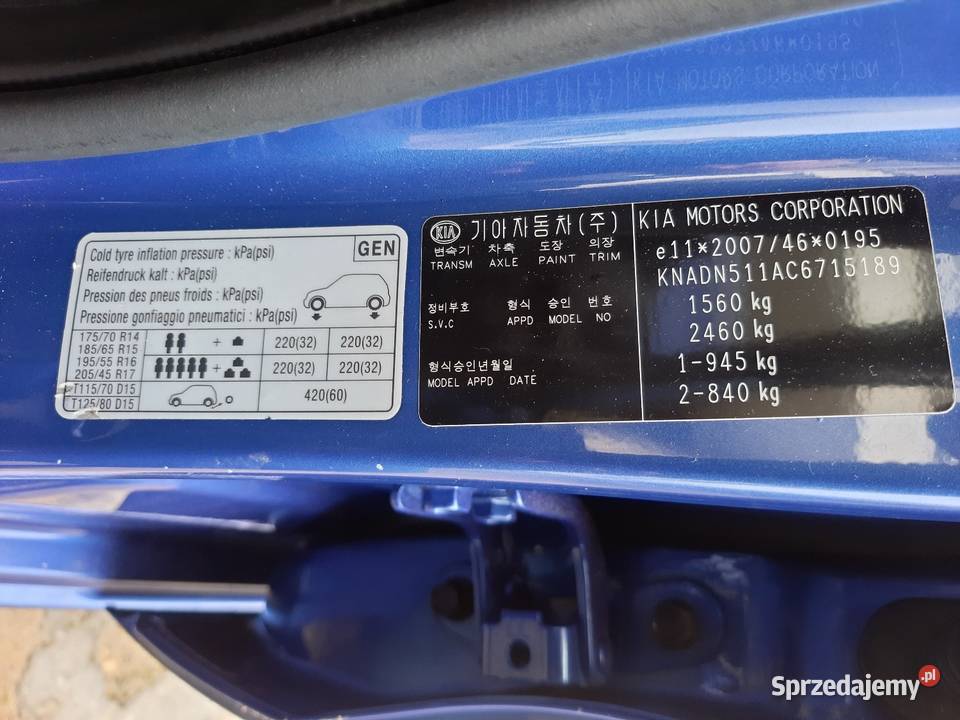 Cold tyre inflation pressure : kPa(psi)
GEN
Reifendruck kalt : kPa(psi)
Pression des pneus froids : kPa(psi)
Pressione gonfiaggio pneumatici : kPa(psi)
175/70 R14
185/65 R15
195/55 R16
205/45 R17
+
220(32) 220(32)
+
220(32) 220(32)
T115/70 D15
T125/80 D15
420(60)
KIA 기아자동차(주)
변속기 차축 도장 의장
TRANSM AXLE PAINT TRIM
정비부호 형식 승인 번호
S.V.C APPD MODEL NO
형식승인년월일
MODEL APPD DATE
KIA MOTORS CORPORATION
e11*2007/46*0195
KNADN511AC6715189
1560 kg
2460 kg
1-945 kg
2-840 kg
Sprzedajemy.pl